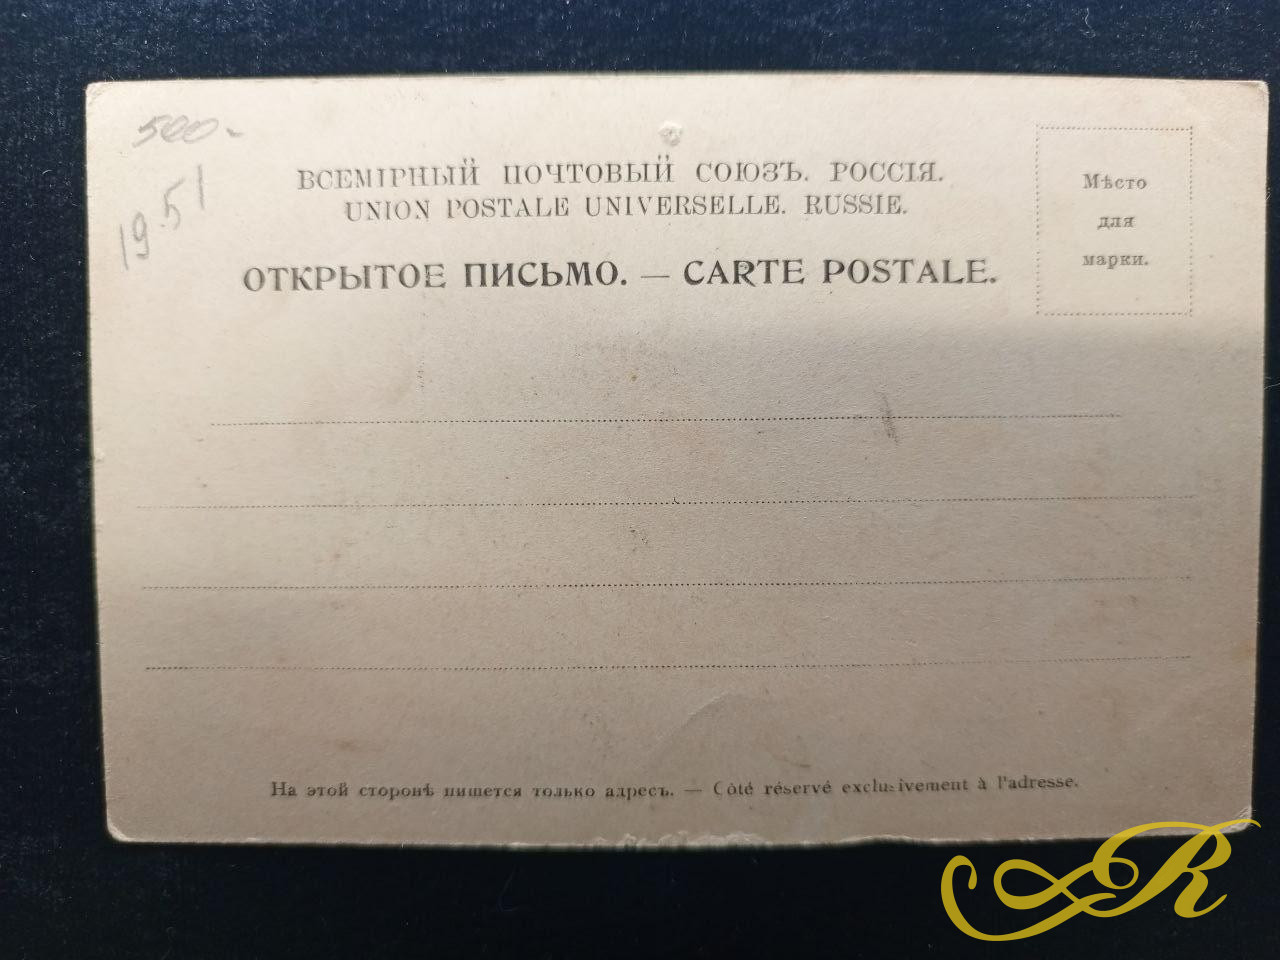 500-
19.51
ВСЕМІРНЫЙ ПОЧТОВЫЙ СОЮЗЪ. РОССІЯ.
UNION POSTALE UNIVERSELLE. RUSSIE.
ОТКРЫТОЕ ПИСЬМО. — CARTE POSTALE.
Мѣсто
для
марки.
На этой сторонѣ пишется только адресъ. — Côté réservé exclusivement à l'adresse.
R